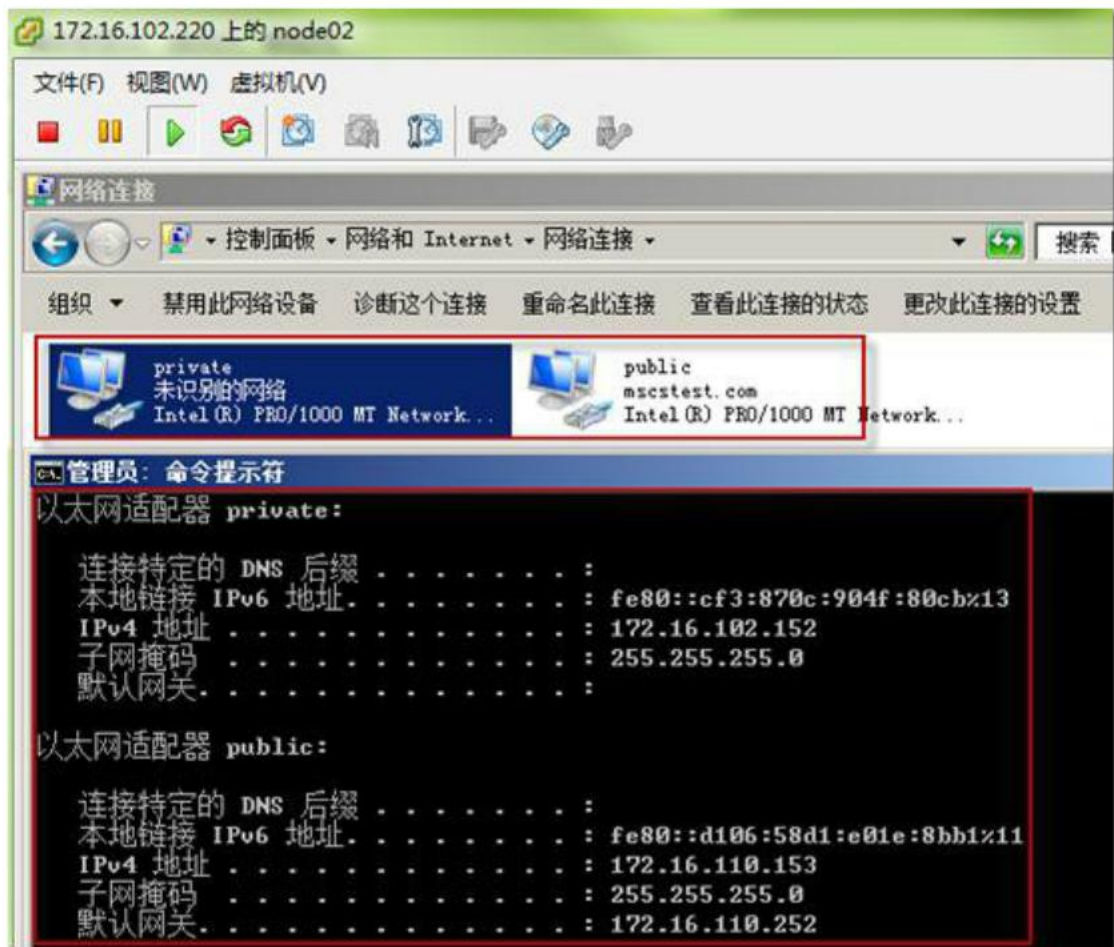 172.16.102.220 上的 node02
文件(F) 视图(W) 虚拟机(V)
网络连接
控制面板 网络和 Internet 网络连接 搜索
组织 禁用此网络设备 诊断这个连接 重命名此连接 查看此连接的状态 更改此连接的设置
private
未识别的网络
Intel(R) PRO/1000 MT Network...
public
mscstest.com
Intel(R) PRO/1000 MT Network...
管理员: 命令提示符
以太网适配器 private:
连接特定的 DNS 后缀 . . . . . . . :
本地链接 IPv6 地址. . . . . . . . : fe80::cf3:870c:904f:80cb%13
IPv4 地址 . . . . . . . . . . . . : 172.16.102.152
子网掩码 . . . . . . . . . . . . : 255.255.255.0
默认网关. . . . . . . . . . . . . :
以太网适配器 public:
连接特定的 DNS 后缀 . . . . . . . :
本地链接 IPv6 地址. . . . . . . . : fe80::d106:58d1:e01e:8bb1%11
IPv4 地址 . . . . . . . . . . . . : 172.16.110.153
子网掩码 . . . . . . . . . . . . : 255.255.255.0
默认网关. . . . . . . . . . . . . : 172.16.110.252